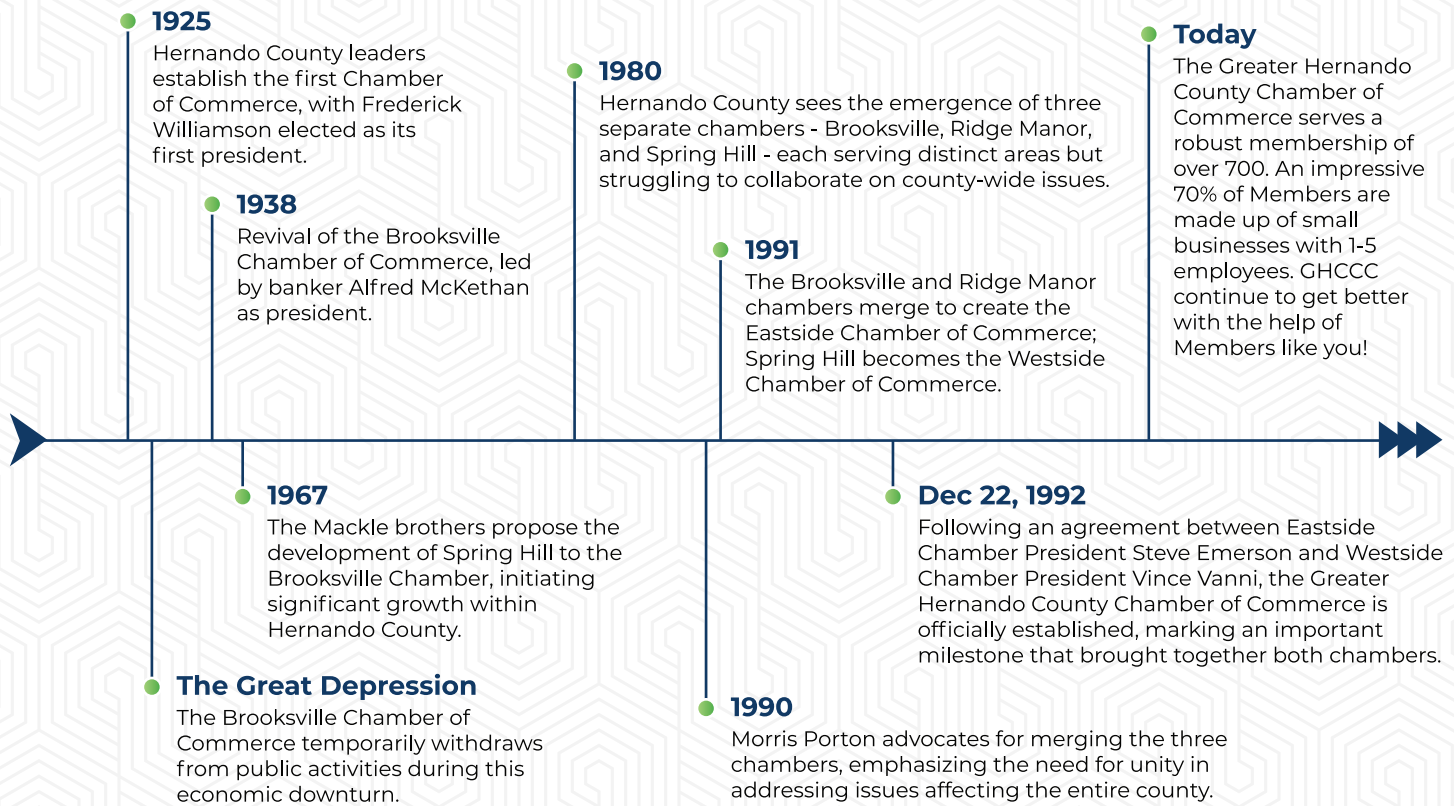 1925
Hernando County leaders
establish the first Chamber
of Commerce, with Frederick
Williamson elected as its
first president.
The Great Depression
The Brooksville Chamber of
Commerce temporarily withdraws
from public activities during this
economic downturn.
1938
Revival of the Brooksville
Chamber of Commerce, led
by banker Alfred McKethan
as president.
1967
The Mackle brothers propose the
development of Spring Hill to the
Brooksville Chamber, initiating
significant growth within
Hernando County.
1980
Hernando County sees the emergence of three
separate chambers - Brooksville, Ridge Manor,
and Spring Hill - each serving distinct areas but
struggling to collaborate on county-wide issues.
1990
Morris Porton advocates for merging the three
chambers, emphasizing the need for unity in
addressing issues affecting the entire county.
1991
The Brooksville and Ridge Manor
chambers merge to create the
Eastside Chamber of Commerce;
Spring Hill becomes the Westside
Chamber of Commerce.
Dec 22, 1992
Following an agreement between Eastside
Chamber President Steve Emerson and Westside
Chamber President Vince Vanni, the Greater
Hernando County Chamber of Commerce is
officially established, marking an important
milestone that brought together both chambers.
Today
The Greater Hernando
County Chamber of
Commerce serves a
robust membership of
over 700. An impressive
70% of Members are
made up of small
businesses with 1-5
employees. GHCCC
continue to get better
with the help of
Members like you!